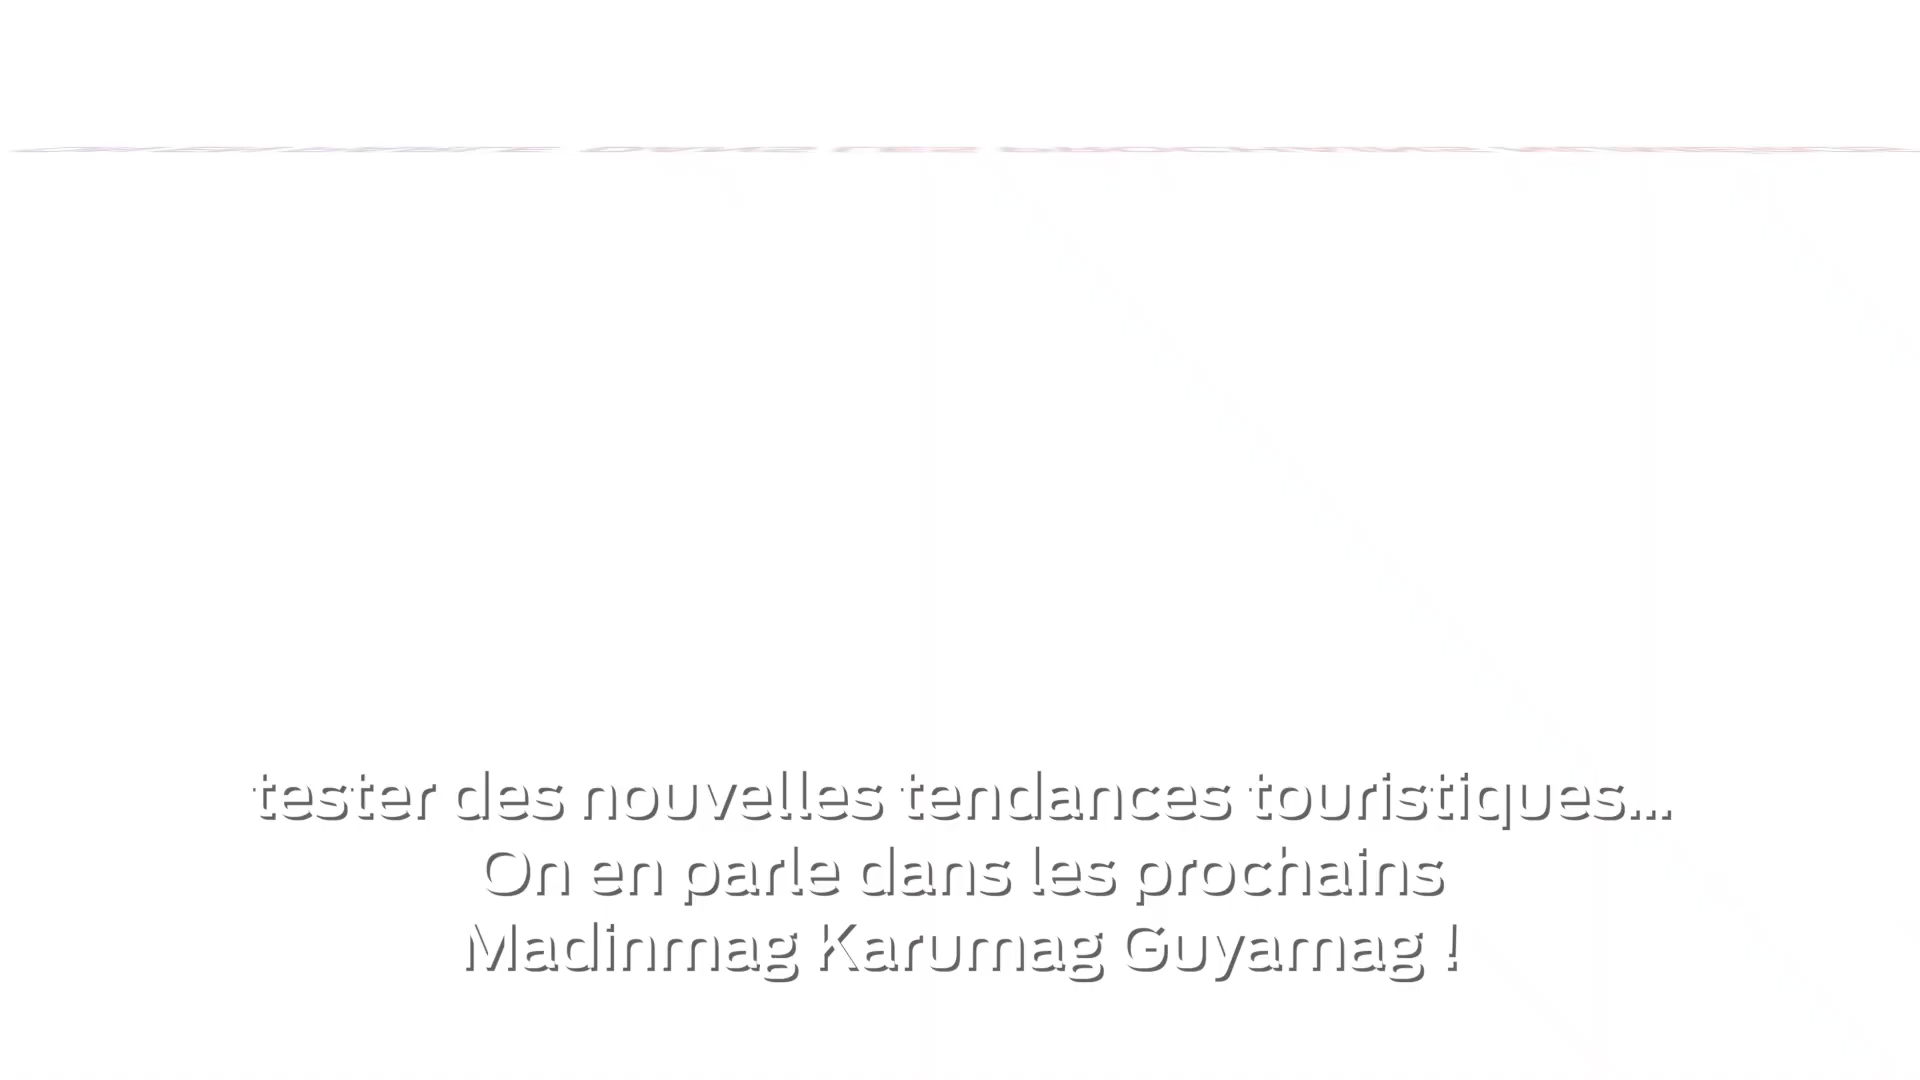 tester des nouvelles tendances touristiques...
On en parle dans les prochains
Madinmag Karumag Guyamag !